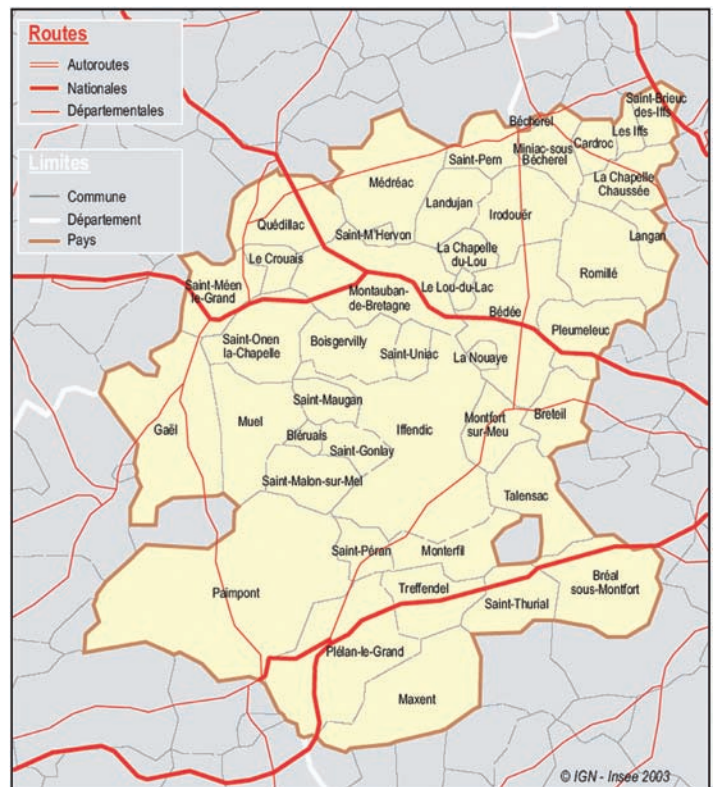 Routes
Autoroutes
Nationales
Départementales
Limites
Commune
Département
Pays
Saint-Brieuc
des-Iffs
Bécherel
Les Iffs
Cardroc
Miniac-sous
Bécherel
Saint-Pern
La Chapelle
Chaussée
Médréac
Landujan
Irodouër
Quédillac
Saint-M'Hervon
Langan
La Chapelle
du-Lou
Le Crouais
Romillé
Saint-Méen
le-Grand
Le Lou-du-Lac
Montauban-
de-Bretagne
Bédée
Pleumeleuc
Saint-Onen
la-Chapelle
Boisgervilly
Saint-Uniac
La Nouaye
Saint-Maugan
Gaël
Muel
Iffendic
Montfort
sur-Meu
Breteil
Bléruais
Saint-Gonlay
Saint-Malon-sur-Mel
Talensac
Saint-Péran
Monterfil
Paimpont
Treffendel
Bréal
sous-Montfort
Saint-Thurial
Plélan-le-Grand
Maxent
© IGN - Insee 2003